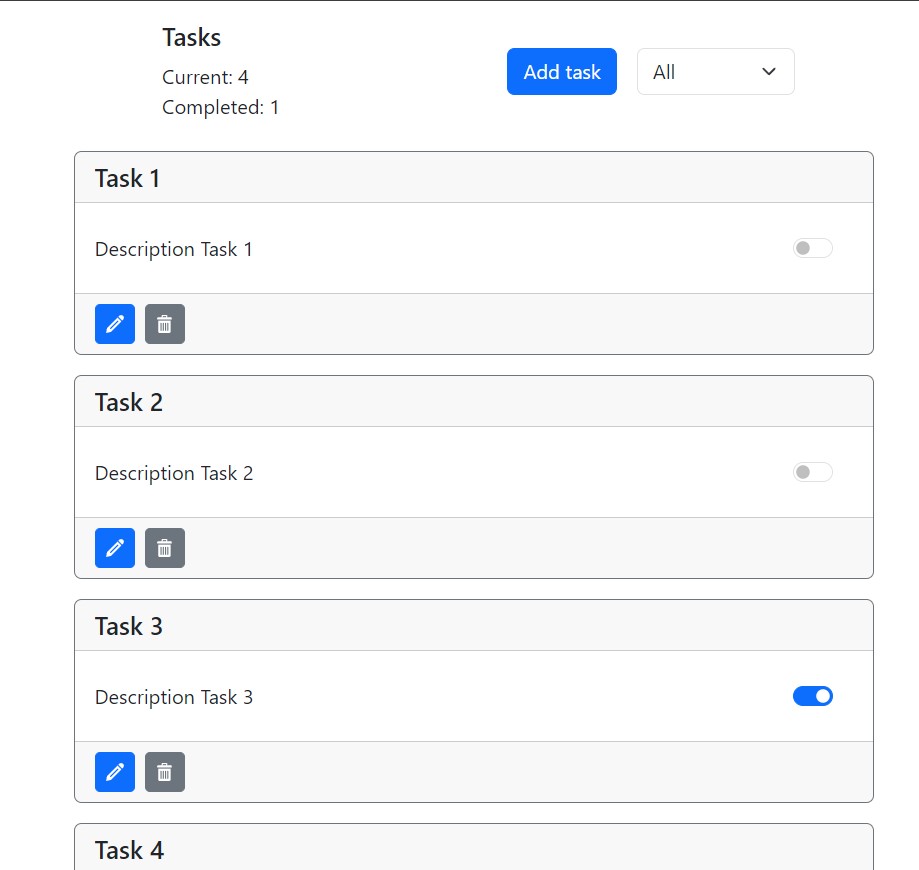 Tasks
Current: 4
Completed: 1
Add task
All
Task 1
Description Task 1
Task 2
Description Task 2
Task 3
Description Task 3
Task 4